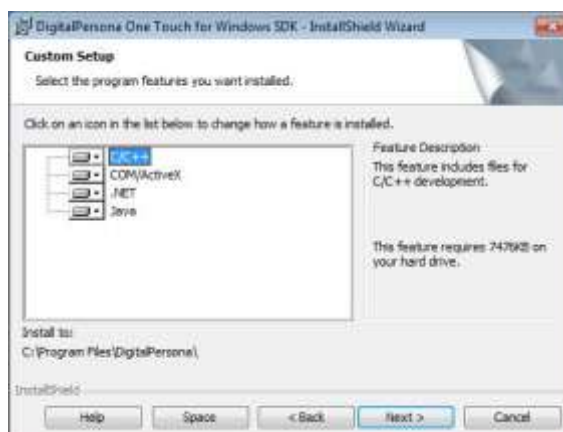 DigitalPersona One Touch for Windows SDK - InstallShield Wizard
Custom Setup
Select the program features you want installed.
Click on an icon in the list below to change how a feature is installed.
C/C++
COM/ActiveX
.NET
Java
Feature Description
This feature includes files for
C/C++ development.
This feature requires 7476KB on
your hard drive.
Install to:
C:\Program Files\DigitalPersona\
InstallShield
Help
Space
< Back
Next >
Cancel